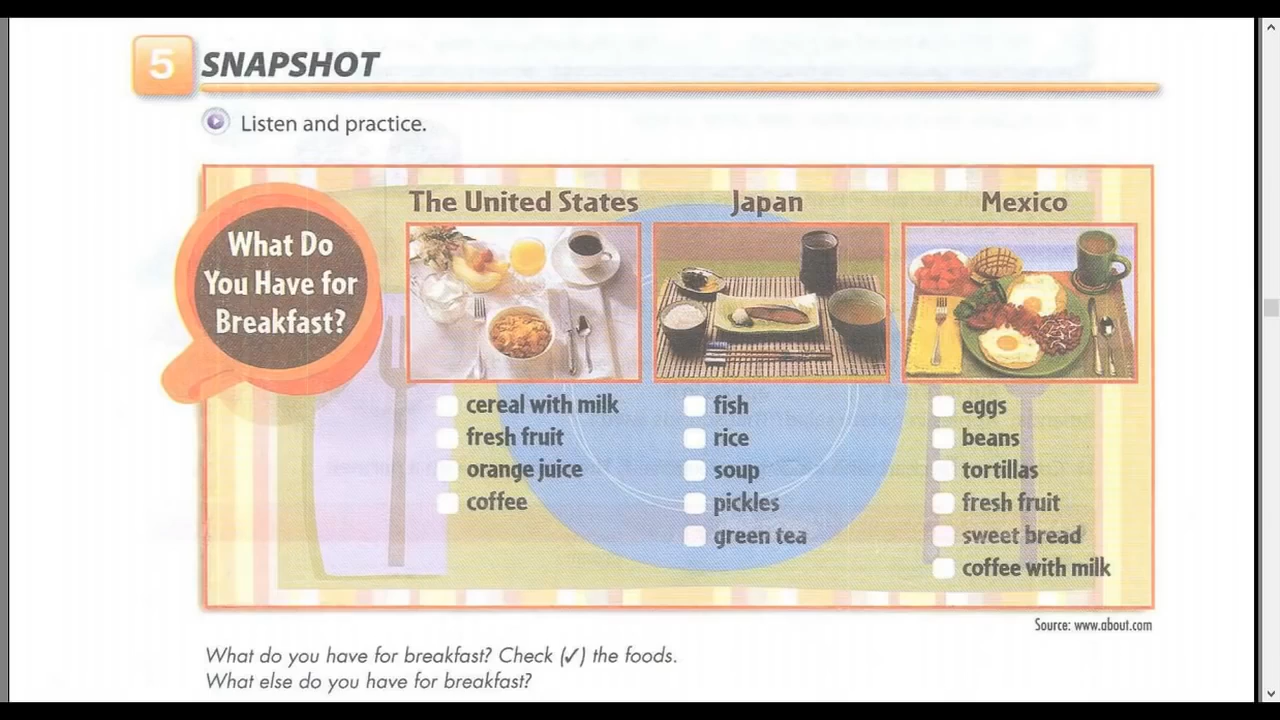 5 SNAPSHOT
Listen and practice.
What Do
You Have for
Breakfast?
The United States
cereal with milk
fresh fruit
orange juice
coffee
Japan
fish
rice
soup
pickles
green tea
Mexico
eggs
beans
tortillas
fresh fruit
sweet bread
coffee with milk
Source: www.about.com
What do you have for breakfast? Check (✓) the foods.
What else do you have for breakfast?